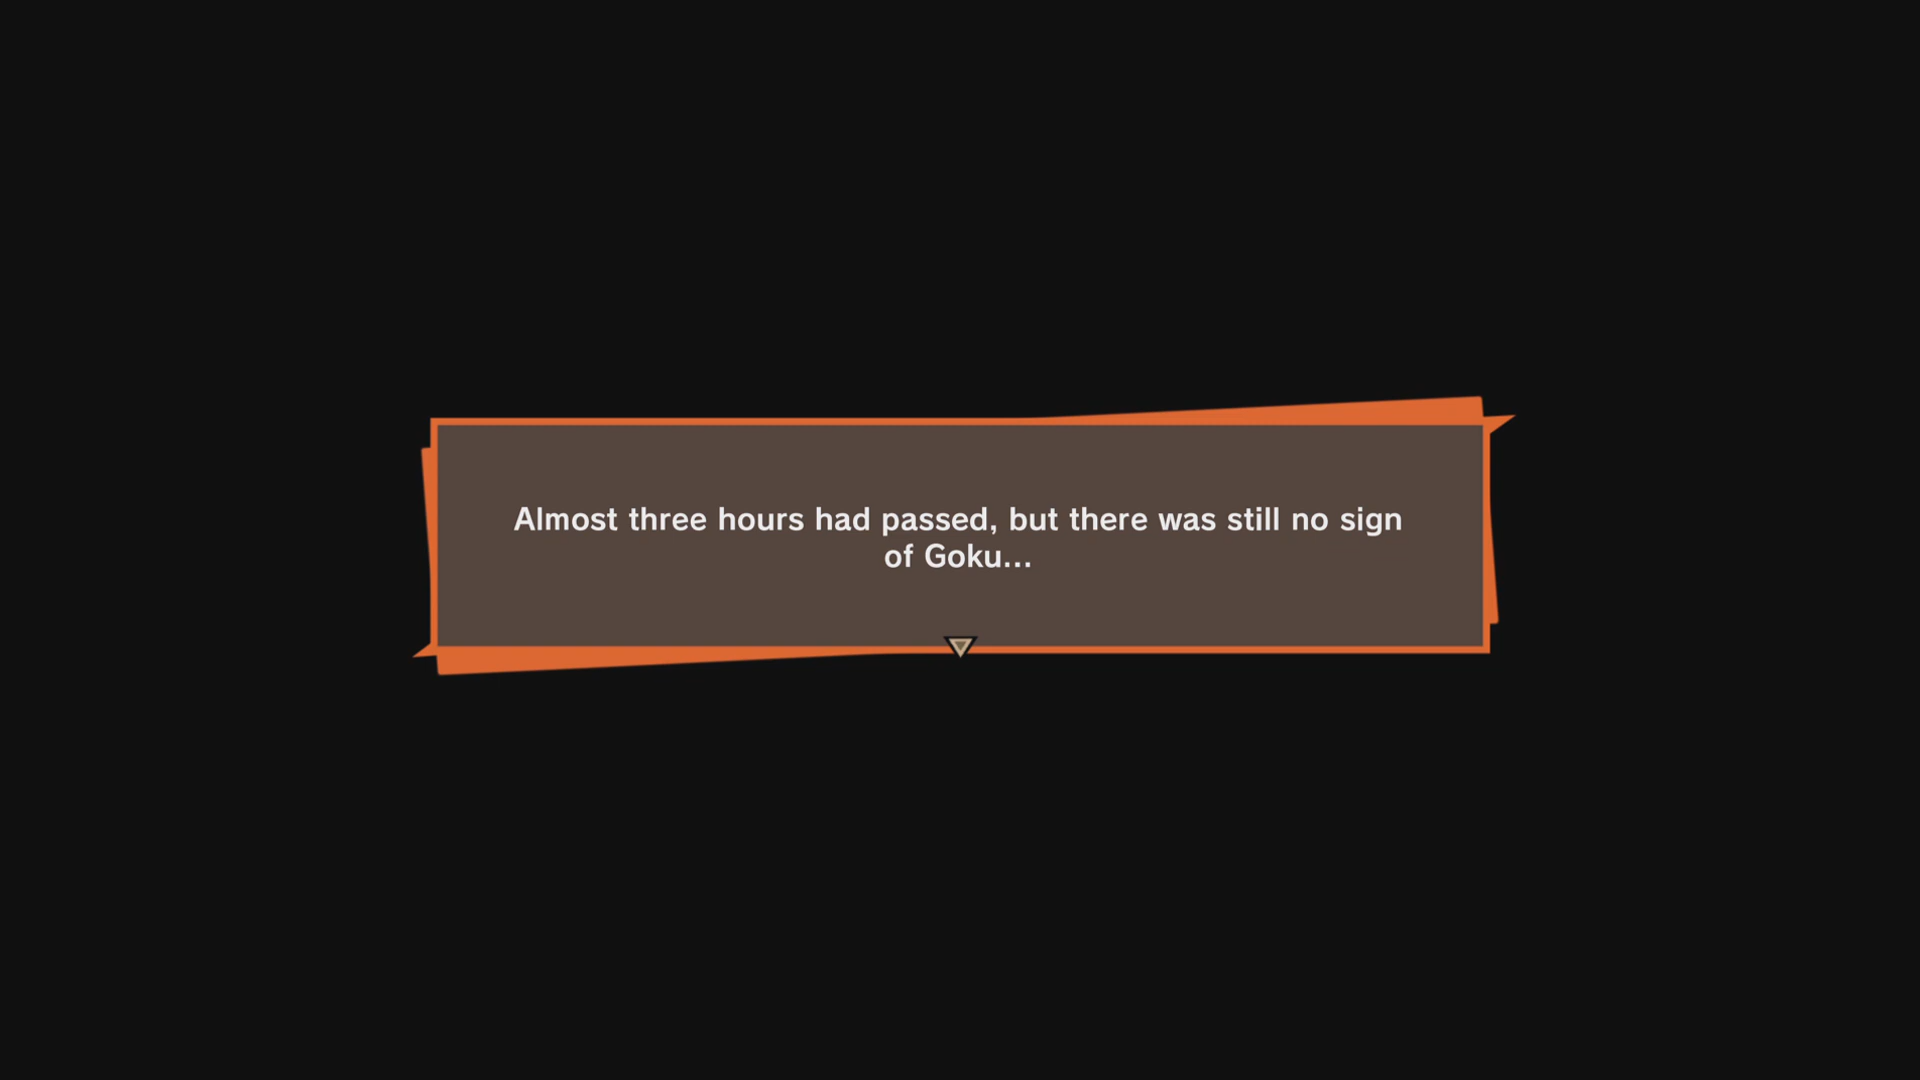 Almost three hours had passed, but there was still no sign
of Goku...